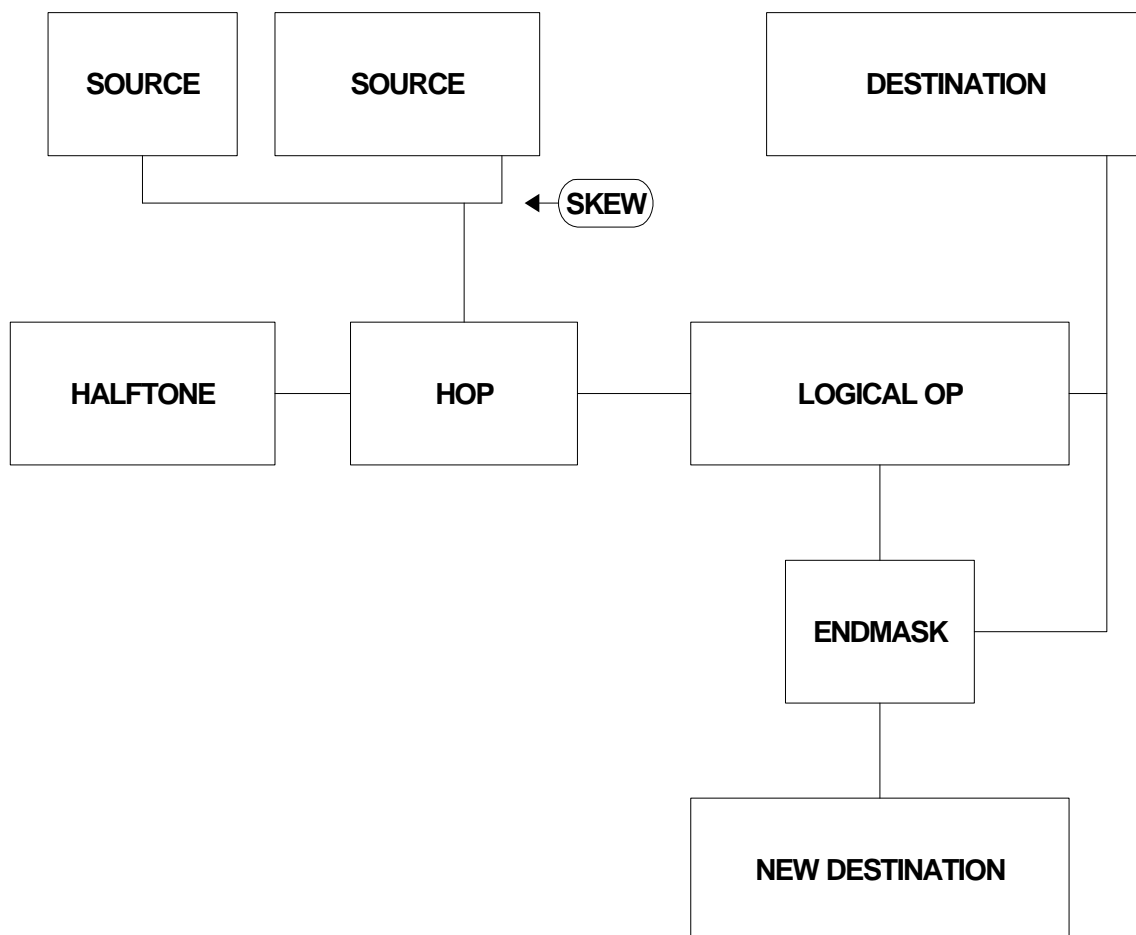 SOURCE
SOURCE
DESTINATION
SKEW
HALFTONE
HOP
LOGICAL OP
ENDMASK
NEW DESTINATION